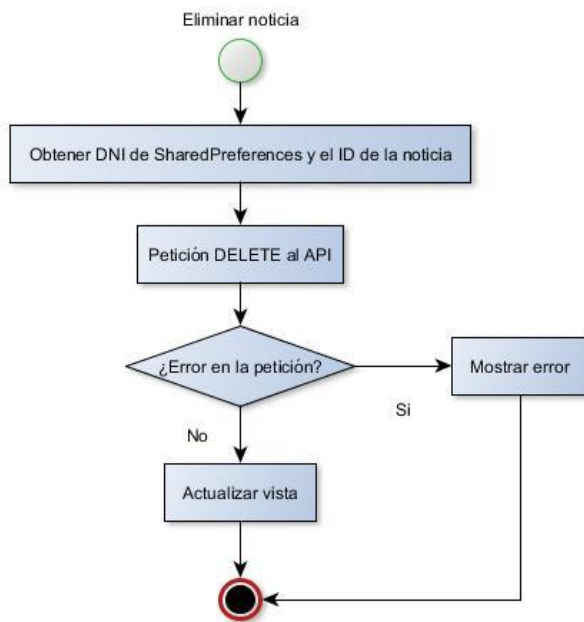 Eliminar noticia
Obtener DNI de SharedPreferences y el ID de la noticia
Petición DELETE al API
¿Error en la petición?
Mostrar error
Si
No
Actualizar vista